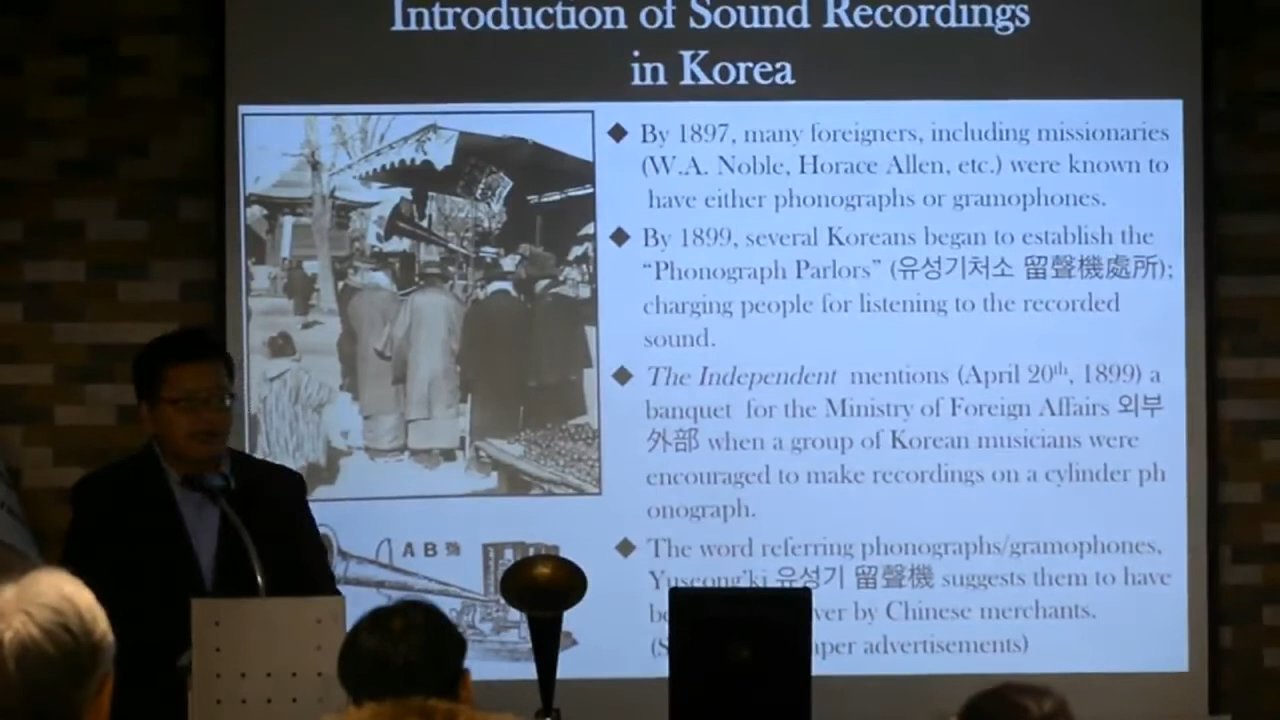 Introduction of Sound Recordings
in Korea
By 1897, many foreigners, including missionaries
(W.A. Noble, Horace Allen, etc.) were known to
have either phonographs or gramophones.
By 1899, several Koreans began to establish the
“Phonograph Parlors” (유성기처소 留聲機處所);
charging people for listening to the recorded
sound.
The Independent mentions (April 20th, 1899) a
banquet for the Ministry of Foreign Affairs 외부
外部 when a group of Korean musicians were
encouraged to make recordings on a cylinder ph
onograph.
The word referring phonographs/gramophones,
Yuseong'ki 유성기 留聲機 suggests them to have
by Chinese merchants.
advertisements)
A B